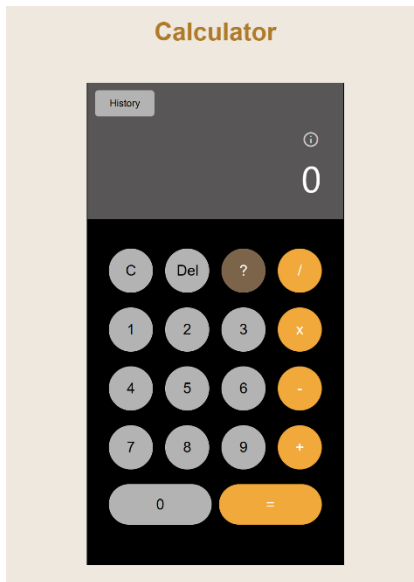 Calculator
History
0
C Del ? /
1 2 3 x
4 5 6 -
7 8 9 +
0 =